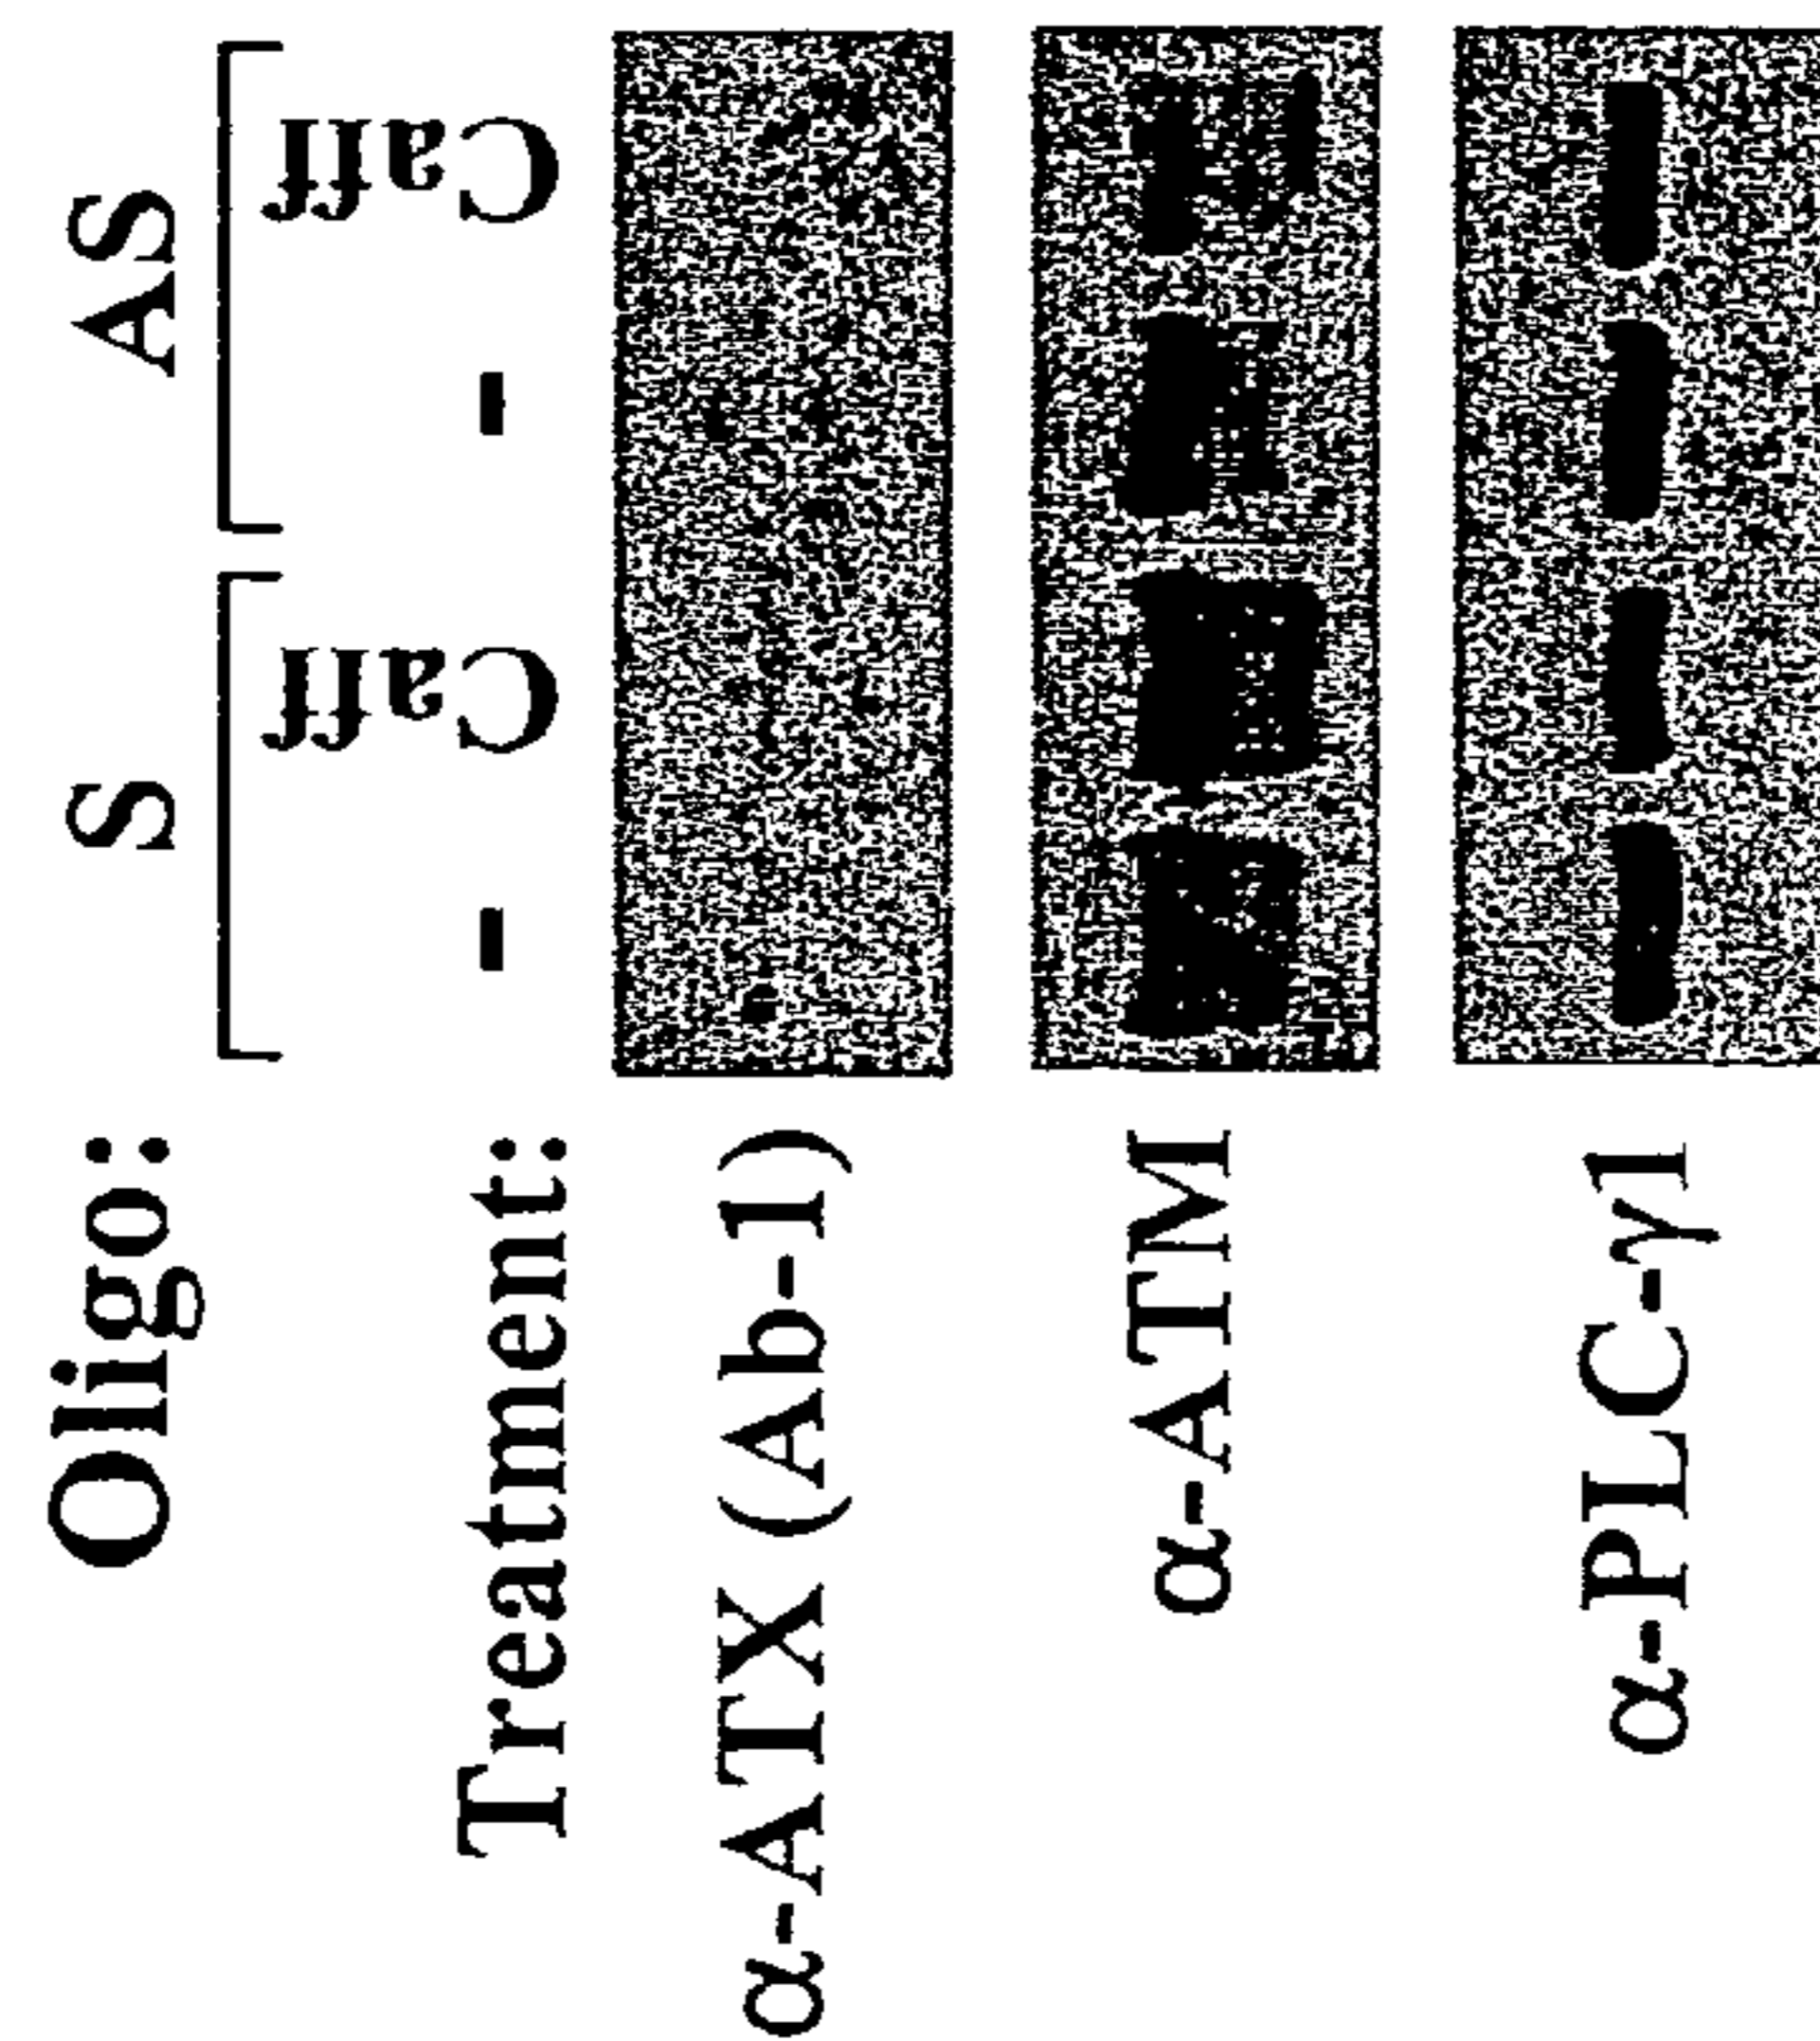 Oligo: S AS
Treatment: - Caff - Caff
α-ATX (Ab-1)
α-ATM
α-PLC-γ1